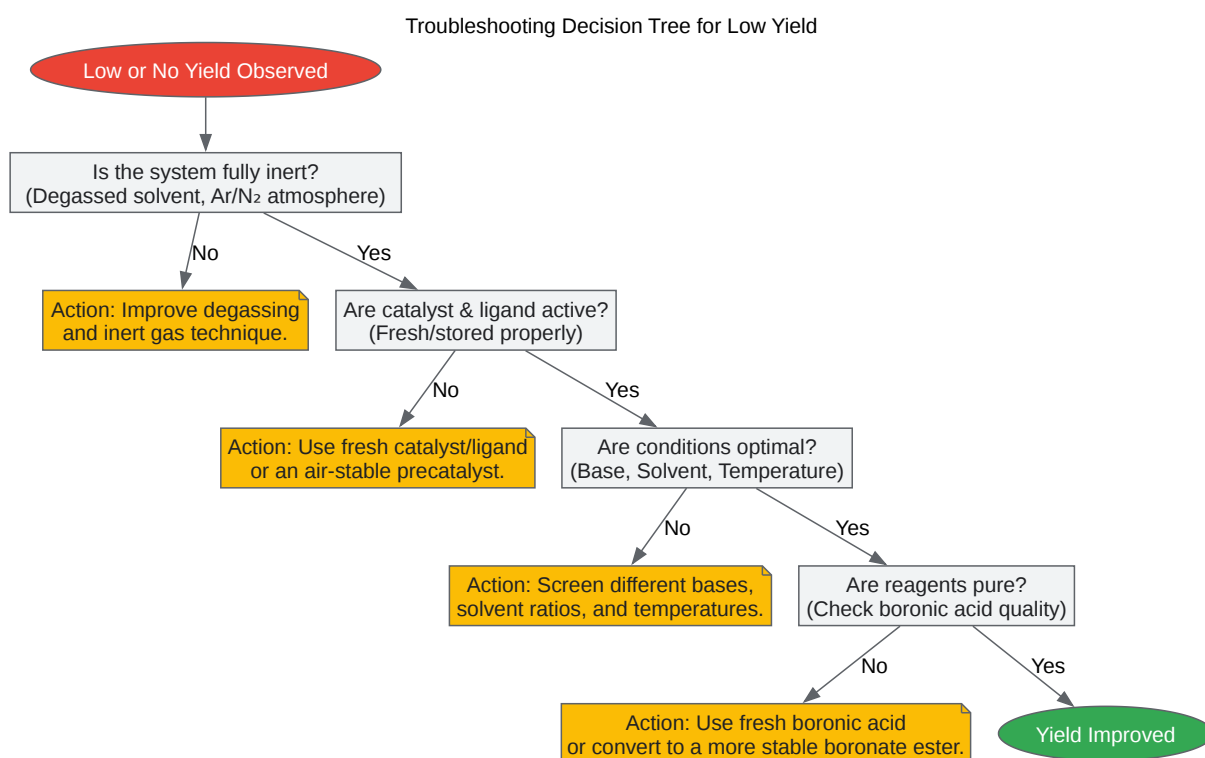 Troubleshooting Decision Tree for Low Yield
Low or No Yield Observed
Is the system fully inert?
(Degassed solvent, Ar/N₂ atmosphere)
No
Yes
Action: Improve degassing
and inert gas technique.
Are catalyst & ligand active?
(Fresh/stored properly)
No
Yes
Action: Use fresh catalyst/ligand
or an air-stable precatalyst.
Are conditions optimal?
(Base, Solvent, Temperature)
No
Yes
Action: Screen different bases,
solvent ratios, and temperatures.
Are reagents pure?
(Check boronic acid quality)
No
Yes
Action: Use fresh boronic acid
or convert to a more stable boronate ester.
Yield Improved